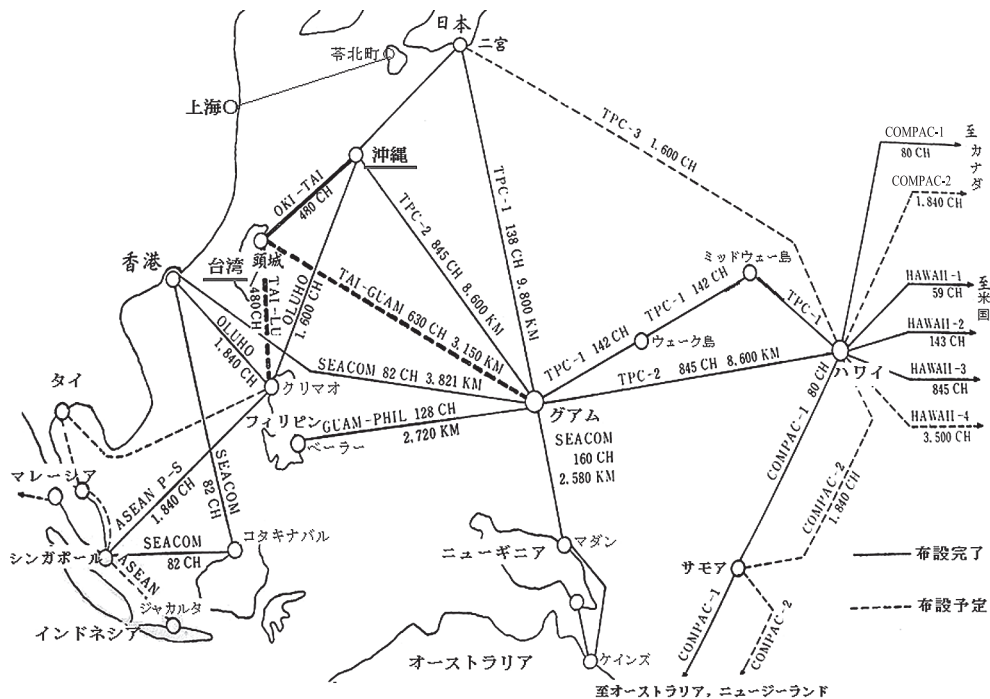 日本
二宮
苓北町
上海
沖縄
OKI-TAI
480 CH
TPC-3 1.600 CH
TPC-1 138 CH 9.800 KM
TPC-2 845 CH 8.600 KM
COMPAC-1
80 CH
至カナダ
COMPAC-2
1.840 CH
香港
台湾
頭城
TAI-LU
480CH
OLUHO
1.600 CH
TAI-GUAM 630 CH 3.150 KM
ミッドウェー島
TPC-1 142 CH
TPC-1
HAWAII-1
59 CH
至米国
HAWAII-2
143 CH
OLUHO
1.840 CH
TPC-1 142 CH
ウェーク島
SEACOM 82 CH 3.821 KM
TPC-2 845 CH 8.600 KM
ハワイ
HAWAII-3
845 CH
HAWAII-4
3.500 CH
タイ
クリマオ
フィリピン
GUAM-PHIL 128 CH
2.720 KM
ベーラー
グアム
SEACOM
160 CH
2.580 KM
COMPAC-1 80 CH
COMPAC-2
1.840 CH
マレーシア
ASEAN P-S
1.840 CH
SEACOM
82 CH
シンガポール
SEACOM
82 CH
コタキナバル
ASEAN
ジャカルタ
インドネシア
ニューギニア
マダン
サモア
布設完了
布設予定
COMPAC-1
COMPAC-2
オーストラリア
ケインズ
至オーストラリア，ニュージーランド